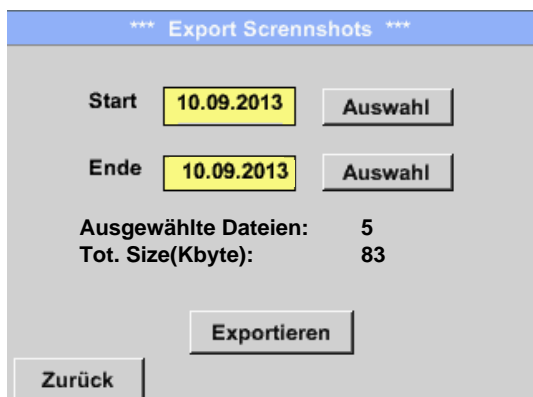 *** Export Scrennshots ***
Start 10.09.2013 Auswahl
Ende 10.09.2013 Auswahl
Ausgewählte Dateien: 5
Tot. Size(Kbyte): 83
Exportieren
Zurück